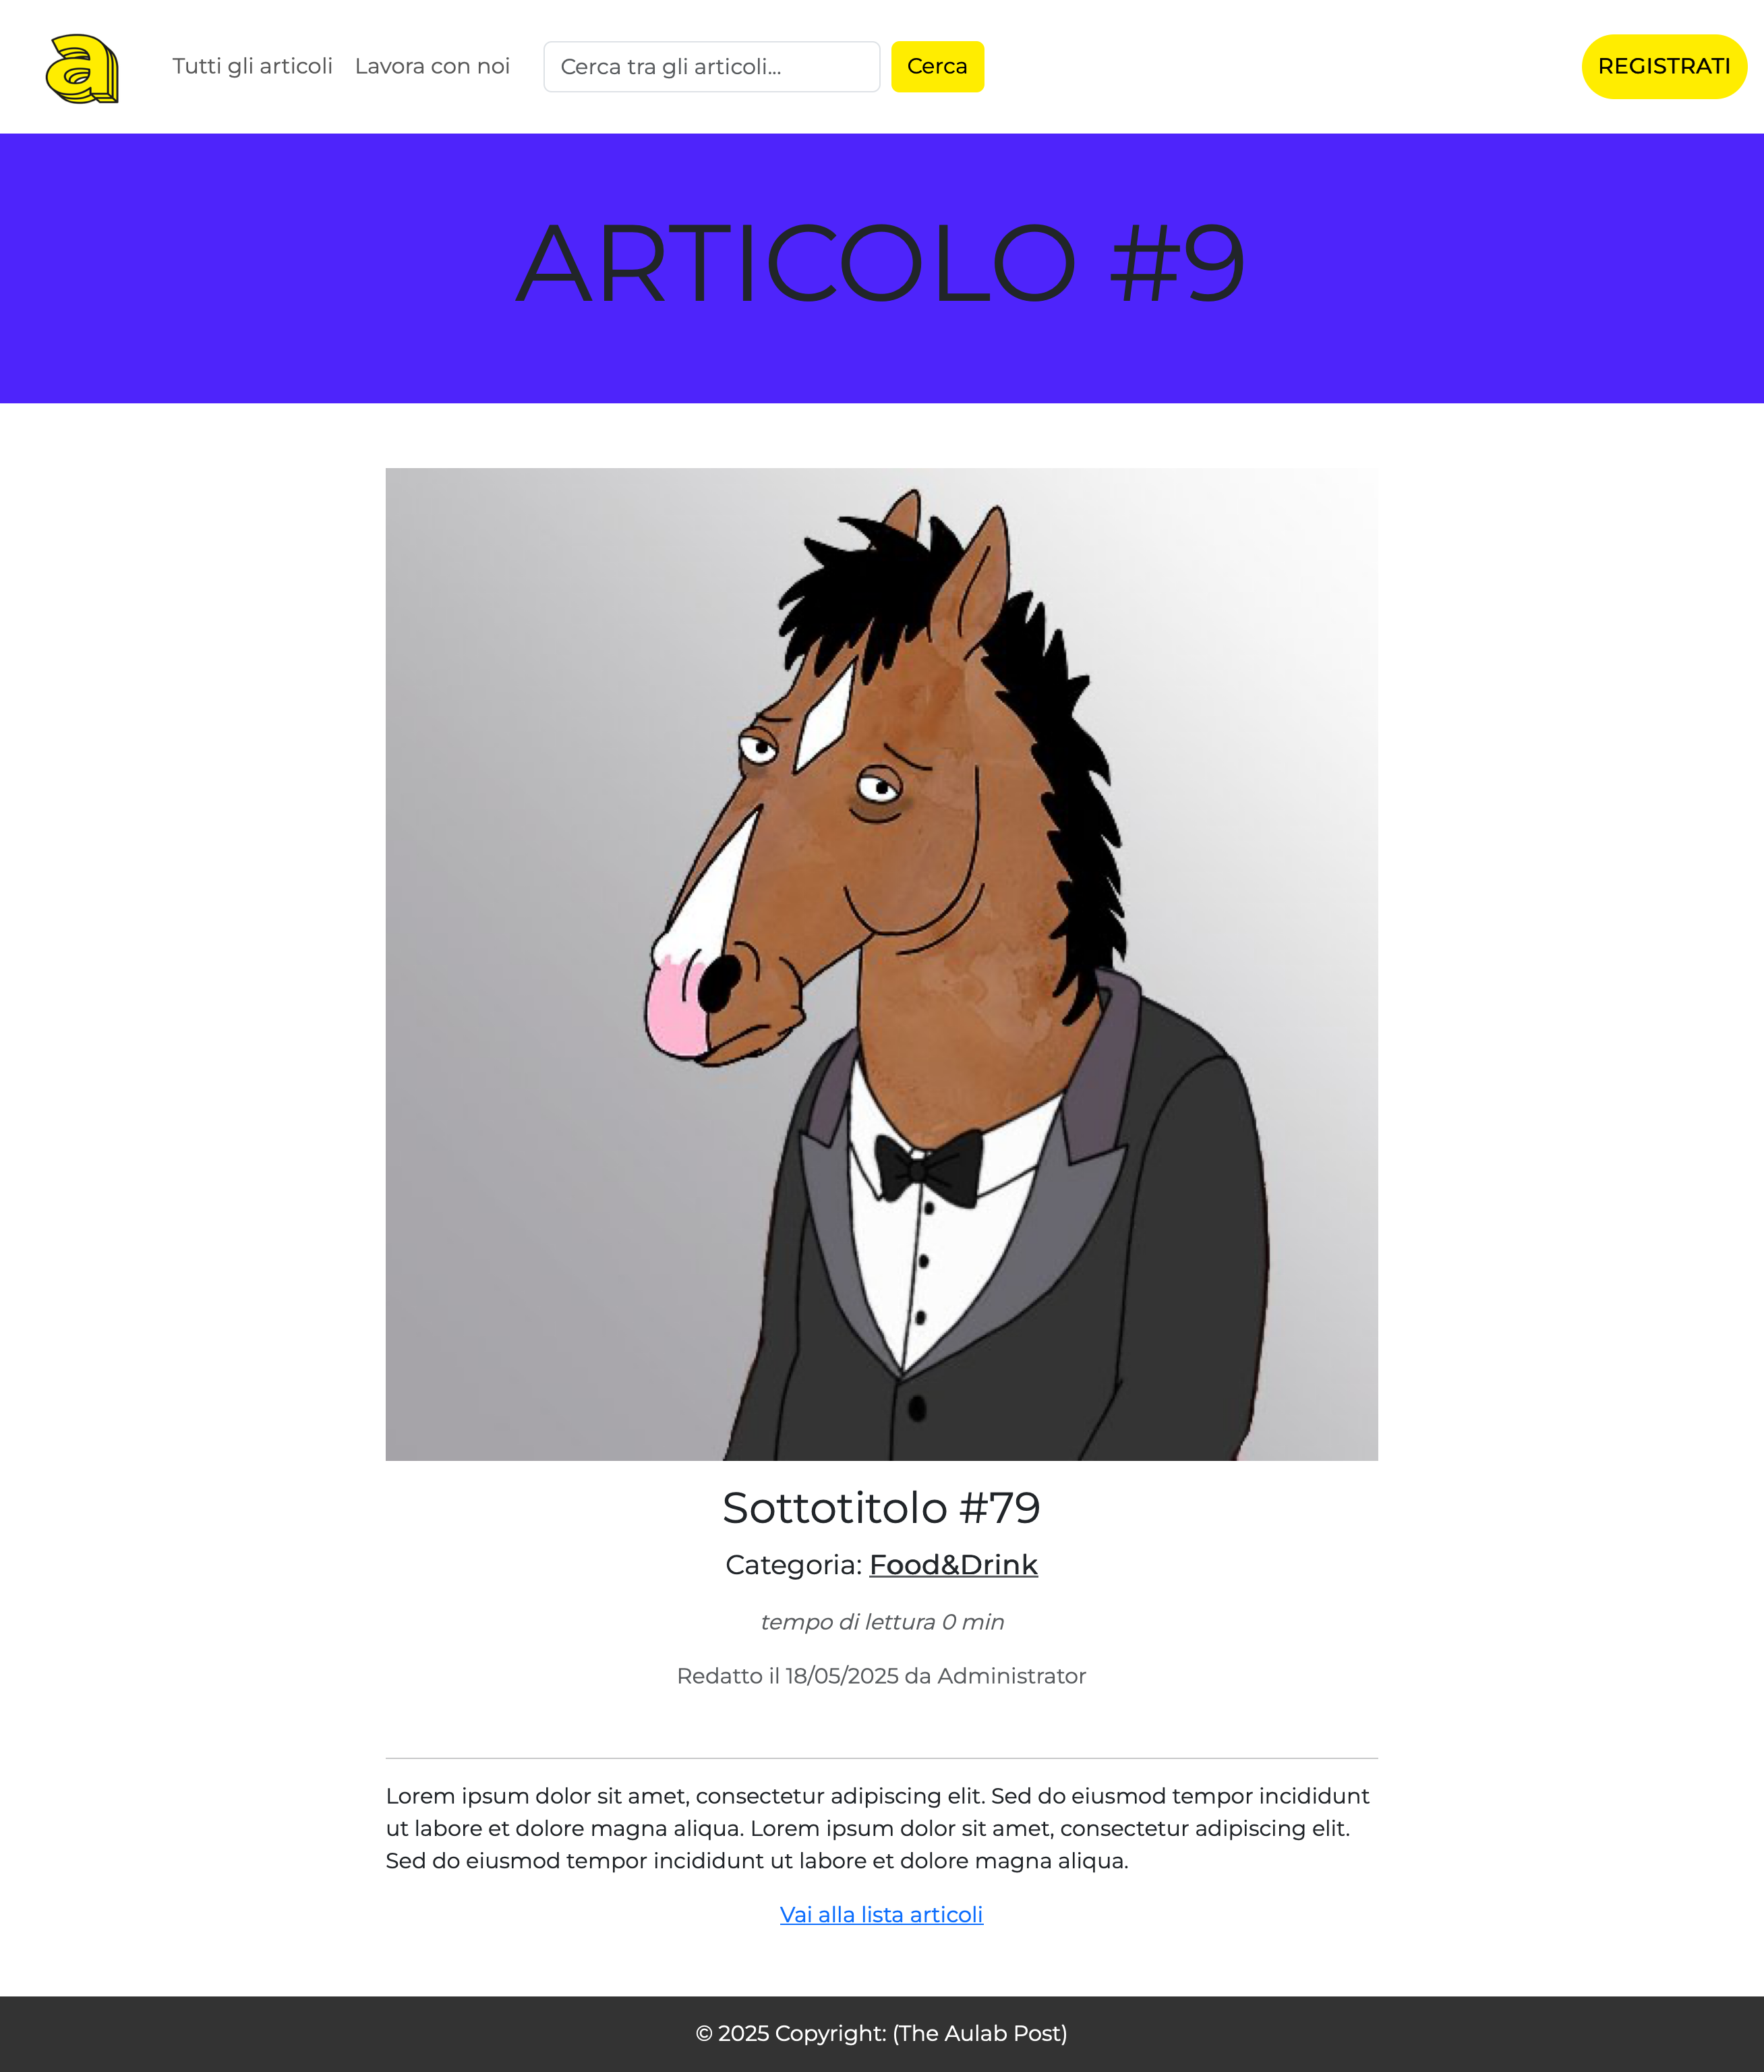 a
Tutti gli articoli
Lavora con noi
Cerca tra gli articoli...
Cerca
REGISTRATI
ARTICOLO #9
Sottotitolo #79
Categoria: Food&Drink
tempo di lettura 0 min
Redatto il 18/05/2025 da Administrator
Lorem ipsum dolor sit amet, consectetur adipiscing elit. Sed do eiusmod tempor incididunt
ut labore et dolore magna aliqua. Lorem ipsum dolor sit amet, consectetur adipiscing elit.
Sed do eiusmod tempor incididunt ut labore et dolore magna aliqua.
Vai alla lista articoli
© 2025 Copyright: (The Aulab Post)